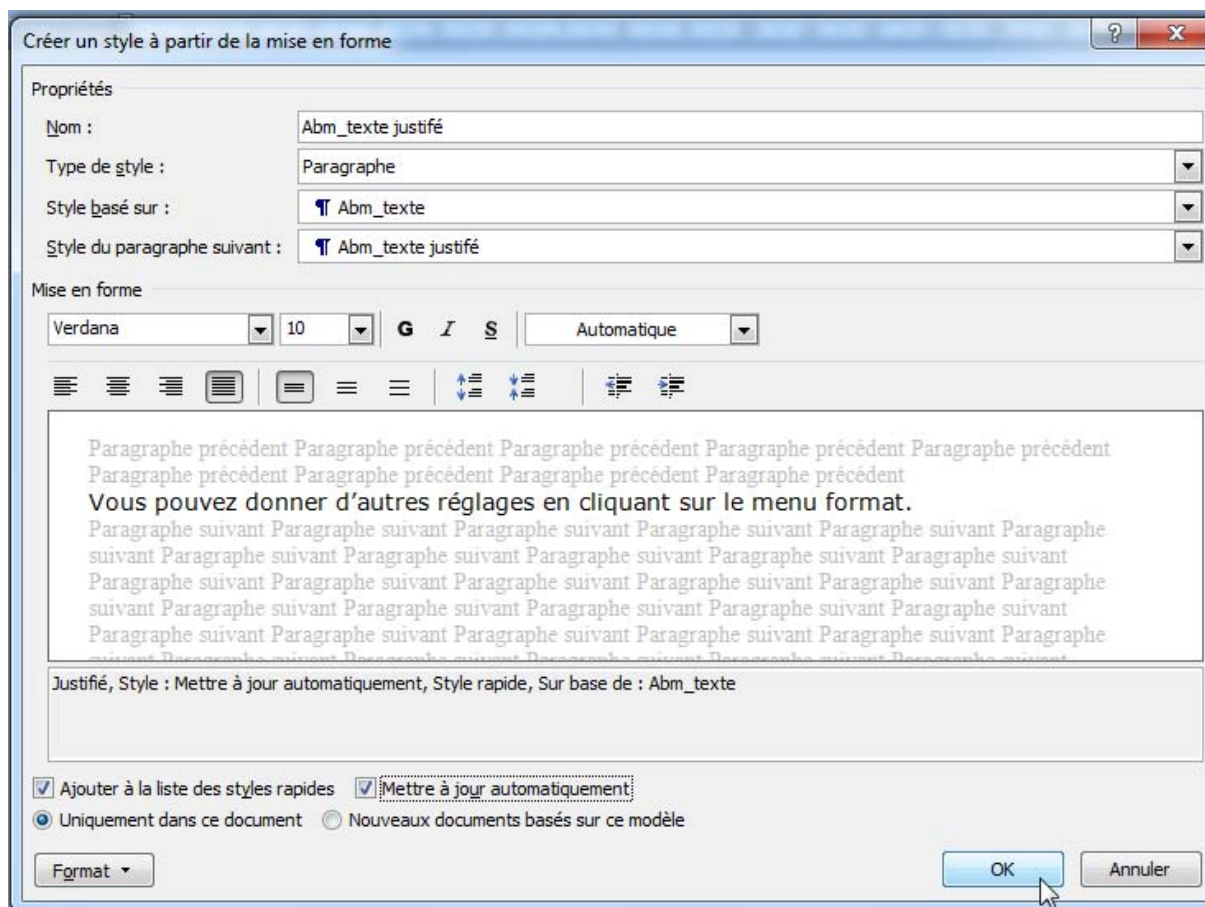 Créer un style à partir de la mise en forme
Propriétés
Nom : Abm_texte justifé
Type de style : Paragraphe
Style basé sur : ¶ Abm_texte
Style du paragraphe suivant : ¶ Abm_texte justifé
Mise en forme
Verdana 10 G I S Automatique
Paragraphe précédent Paragraphe précédent Paragraphe précédent Paragraphe précédent Paragraphe précédent
Paragraphe précédent Paragraphe précédent Paragraphe précédent Paragraphe précédent
Vous pouvez donner d’autres réglages en cliquant sur le menu format.
Paragraphe suivant Paragraphe suivant Paragraphe suivant Paragraphe suivant Paragraphe
suivant Paragraphe suivant Paragraphe suivant Paragraphe suivant Paragraphe suivant
Paragraphe suivant Paragraphe suivant Paragraphe suivant Paragraphe suivant Paragraphe
suivant Paragraphe suivant Paragraphe suivant Paragraphe suivant Paragraphe suivant
Paragraphe suivant Paragraphe suivant Paragraphe suivant Paragraphe suivant Paragraphe
suivant Paragraphe suivant Paragraphe suivant Paragraphe suivant Paragraphe suivant
Justifié, Style : Mettre à jour automatiquement, Style rapide, Sur base de : Abm_texte
Ajouter à la liste des styles rapides Mettre à jour automatiquement
Uniquement dans ce document Nouveaux documents basés sur ce modèle
Format OK Annuler